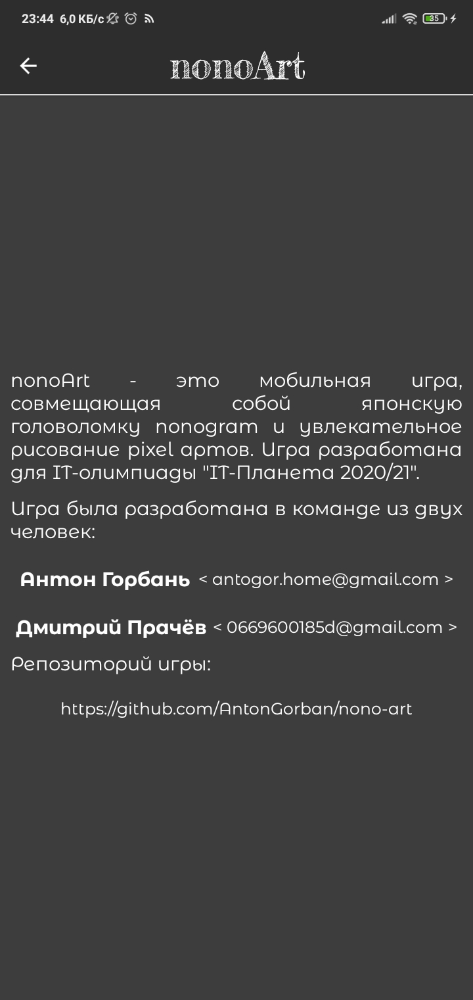 23:44 6,0 КБ/с 35
nonoArt
nonoArt - это мобильная игра,
совмещающая собой японскую
головоломку nonogram и увлекательное
рисование pixel артов. Игра разработана
для IT-олимпиады "IT-Планета 2020/21".
Игра была разработана в команде из двух
человек:
Антон Горбань < antogor.home@gmail.com >
Дмитрий Прачёв < 0669600185d@gmail.com >
Репозиторий игры:
https://github.com/AntonGorban/nono-art